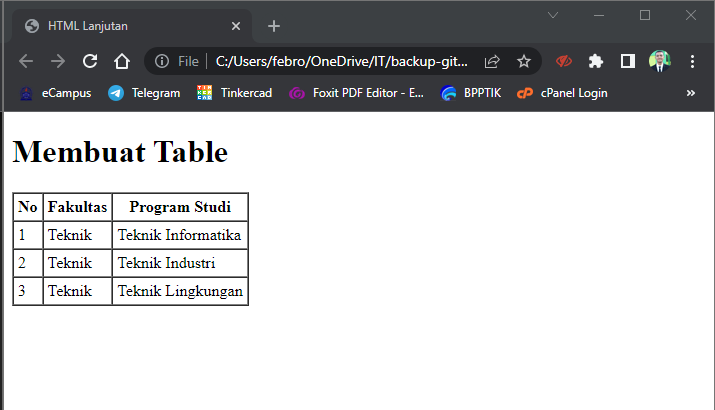 HTML Lanjutan
File C:/Users/febro/OneDrive/IT/backup-git...
eCampus Telegram Tinkercad Foxit PDF Editor - E... BPPTIK cPanel Login »
Membuat Table
No Fakultas Program Studi
1 Teknik Teknik Informatika
2 Teknik Teknik Industri
3 Teknik Teknik Lingkungan